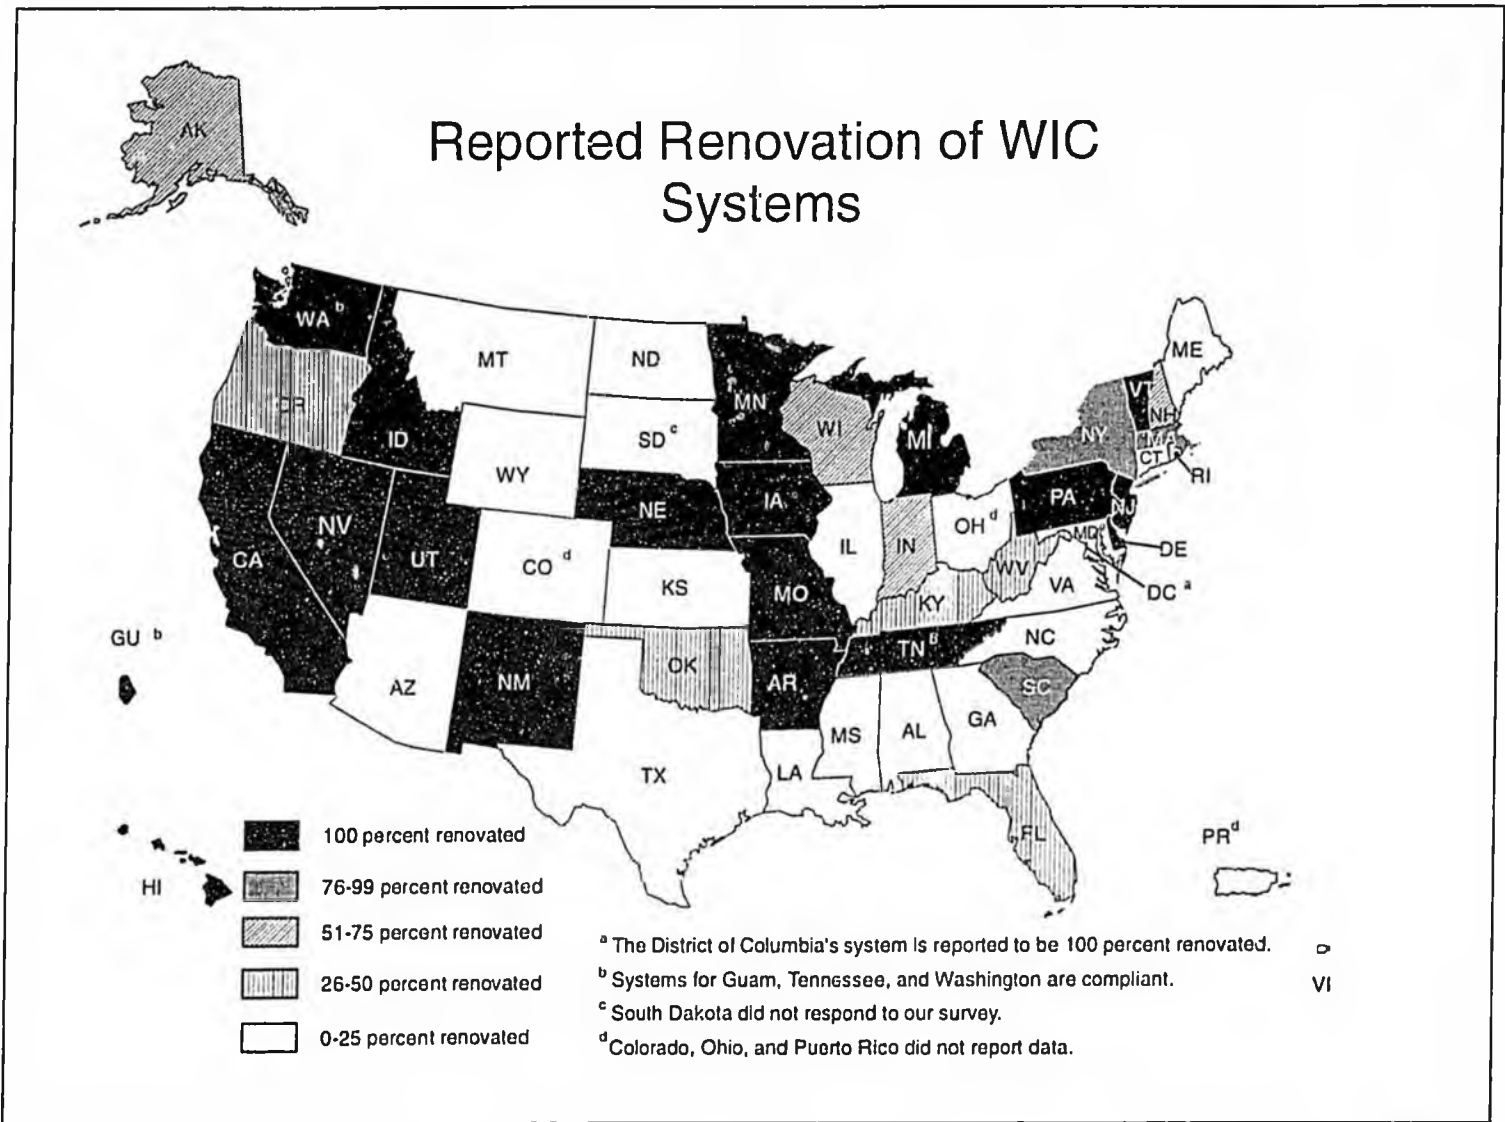 Reported Renovation of WIC
Systems
AK
WA b
MT
ND
ME
OR
ID
MN
VT
NH
WI
MI
NY
MA
SD c
CT
RI
WY
NE
IA
PA
NJ
NV
OH d
CA
UT
CO d
IL
IN
MD
DE
WV
VA
DC a
KS
MO
KY
GU b
TN B
NC
AZ
NM
OK
AR
SC
MS
AL
GA
TX
LA
FL
PR d
HI
VI
100 percent renovated
76-99 percent renovated
51-75 percent renovated
26-50 percent renovated
0-25 percent renovated
a The District of Columbia's system is reported to be 100 percent renovated.
b Systems for Guam, Tennessee, and Washington are compliant.
c South Dakota did not respond to our survey.
d Colorado, Ohio, and Puerto Rico did not report data.